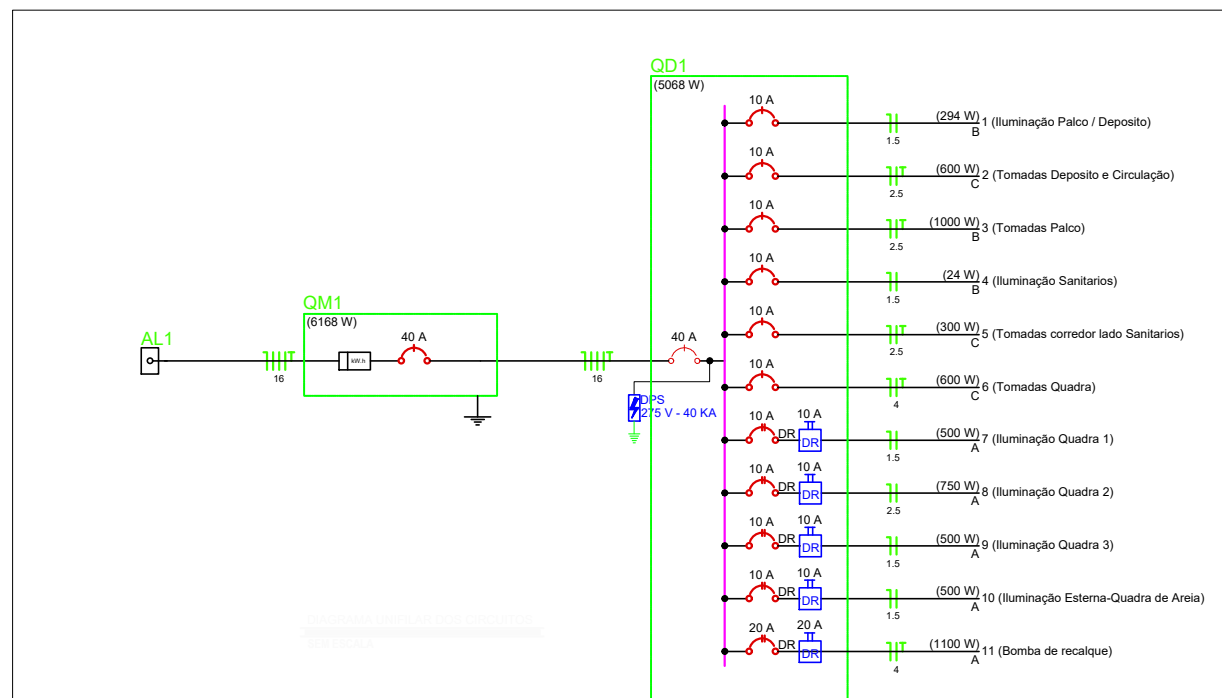 QD1
(5068 W)
10 A
(294 W) 1 (Iluminação Palco / Deposito)
1.5 B
10 A
(600 W) 2 (Tomadas Deposito e Circulação)
2.5 C
10 A
(1000 W) 3 (Tomadas Palco)
2.5 B
10 A
(24 W) 4 (Iluminação Sanitarios)
1.5 B
10 A
(300 W) 5 (Tomadas corredor lado Sanitarios)
2.5 C
10 A
(600 W) 6 (Tomadas Quadra)
4 C
10 A 10 A
DR DR (500 W) 7 (Iluminação Quadra 1)
1.5 A
10 A 10 A
DR DR (750 W) 8 (Iluminação Quadra 2)
2.5 A
10 A 10 A
DR DR (500 W) 9 (Iluminação Quadra 3)
1.5 A
10 A 10 A
DR DR (500 W) 10 (Iluminação Esterna-Quadra de Areia)
1.5 A
20 A 20 A
DR DR (1100 W) 11 (Bomba de recalque)
4 A
AL1
16
QM1
(6168 W)
kW.h
40 A
16
40 A
DPS
275 V - 40 KA
DIAGRAMA UNIFILAR DOS CIRCUITOS
SEM ESCALA